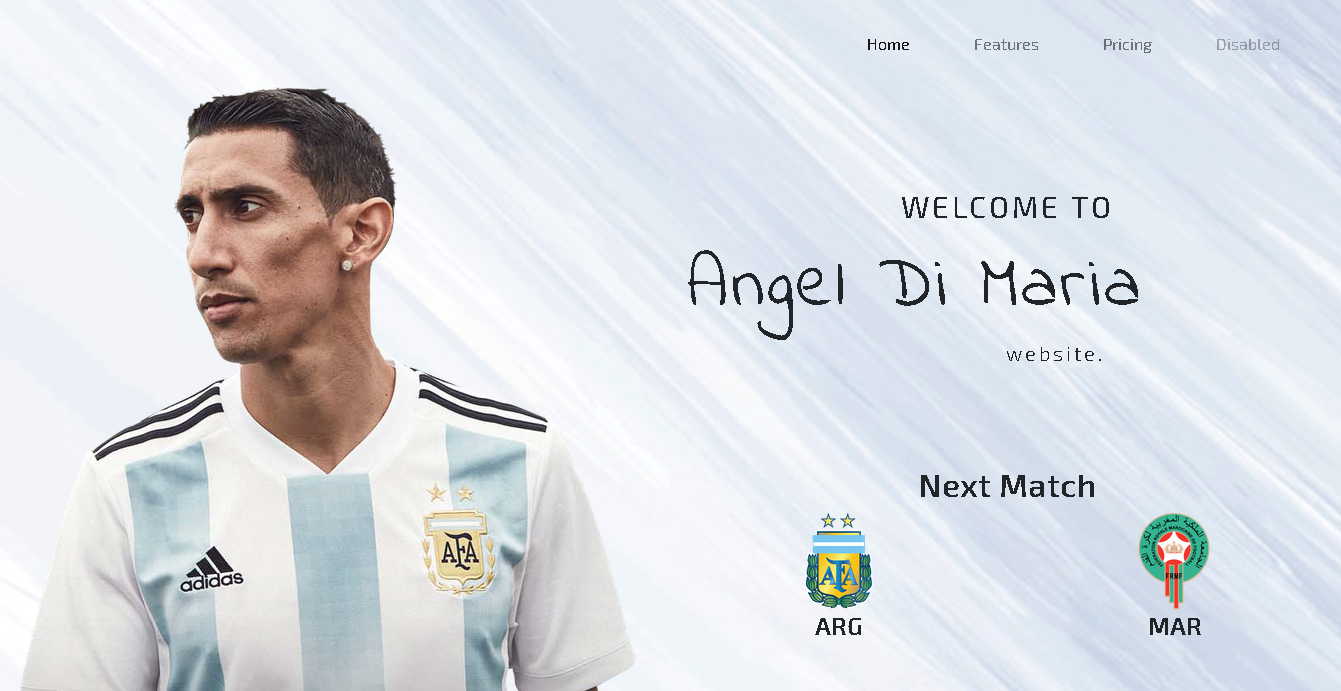 Home Features Pricing Disabled
WELCOME TO
Angel Di Maria
website.
Next Match
AFA
adidas
AFA
FRMF
ARG MAR